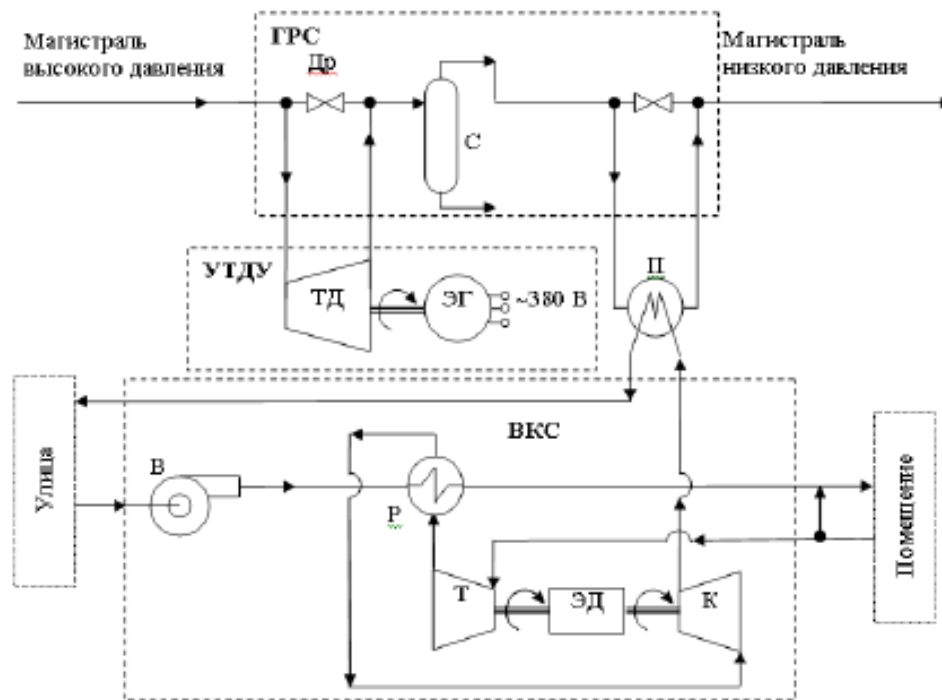 ГРС
Магистраль
высокого давления
Др
Магистраль
низкого давления
С
УТДУ
ТД
ЭГ
~380 В
П
ВКС
Улица
В
Р
Помещение
Т
ЭД
К